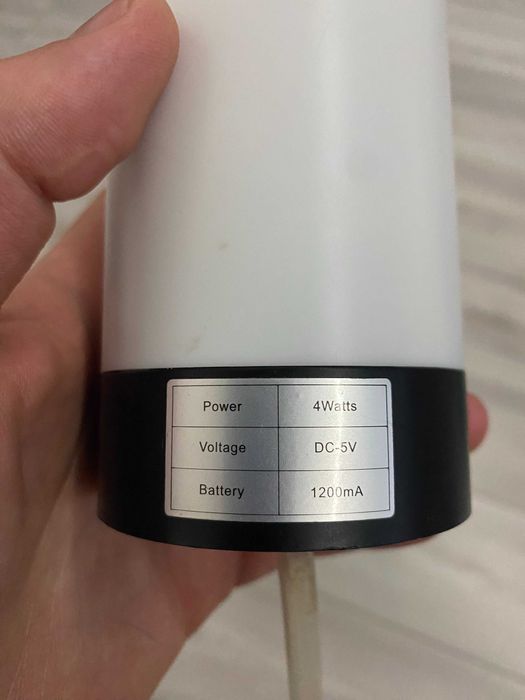 Power 4Watts
Voltage DC-5V
Battery 1200mA